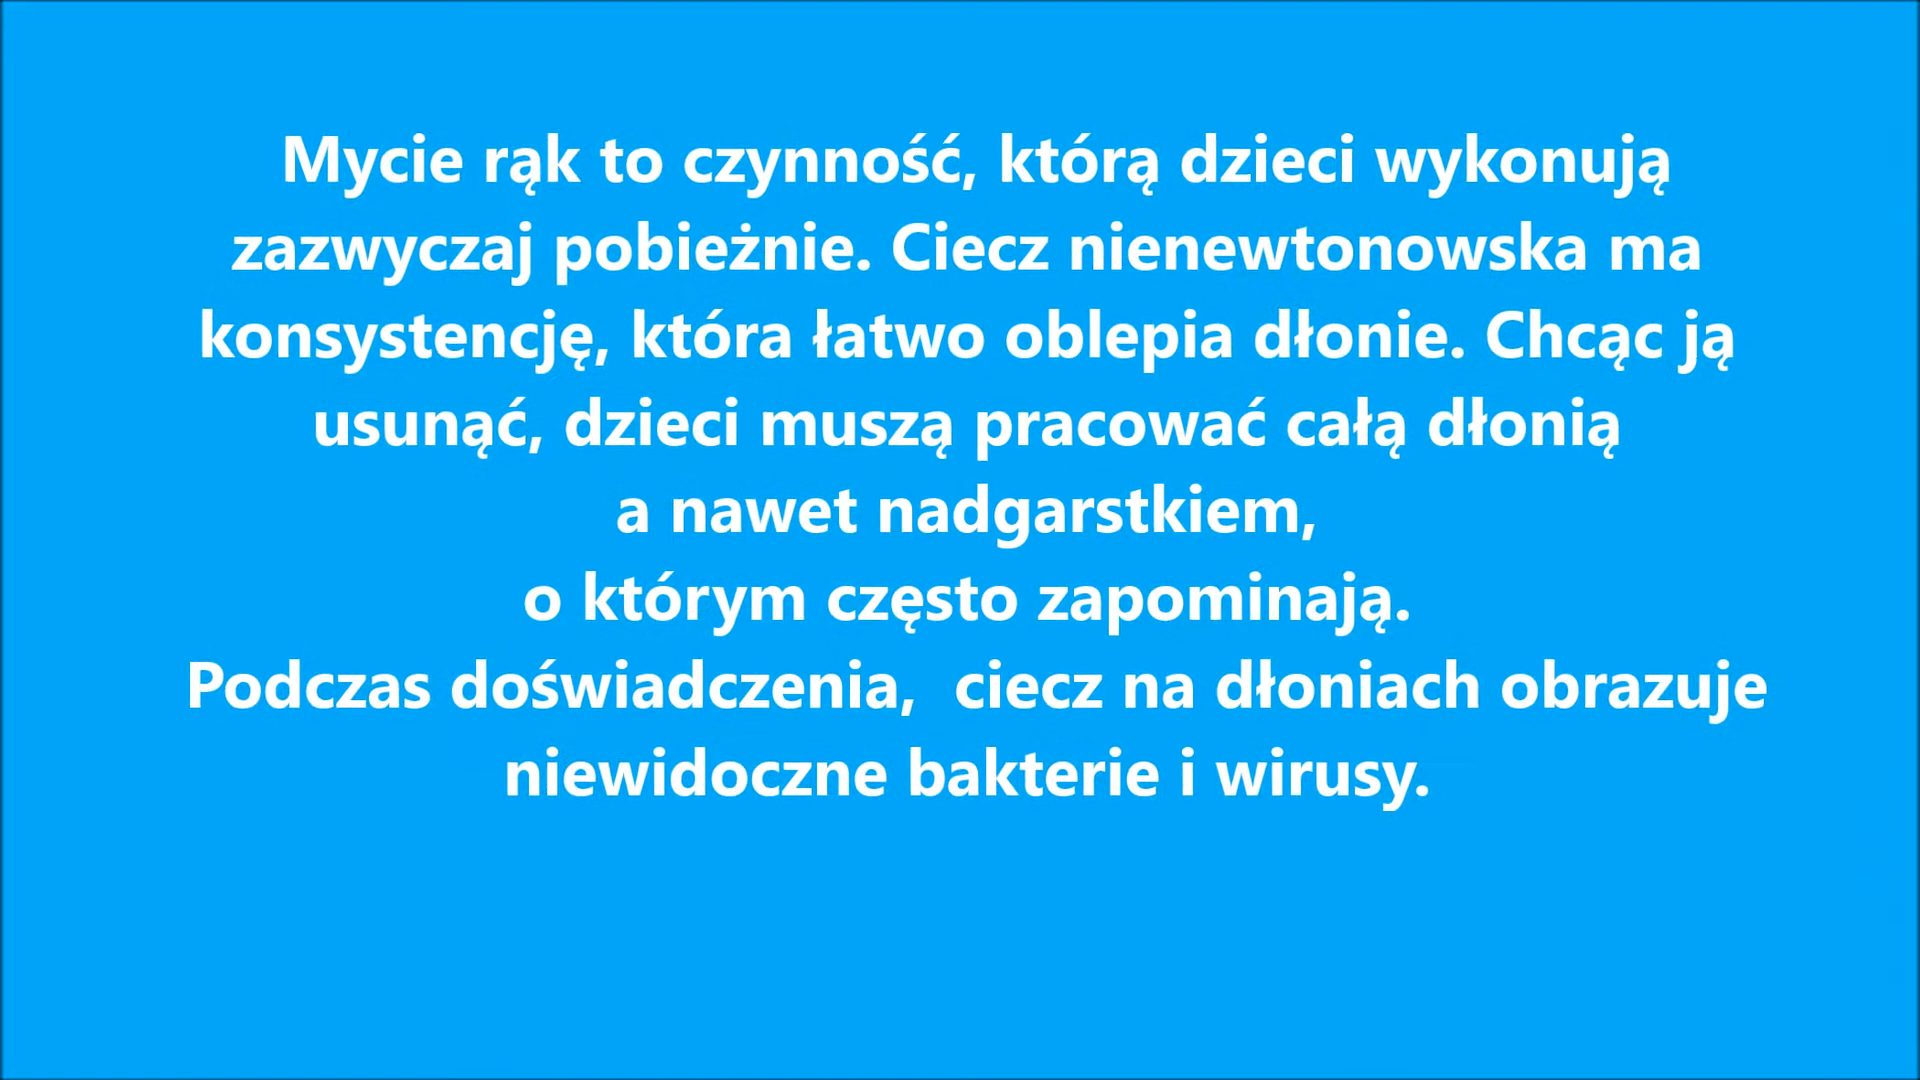 Mycie rąk to czynność, którą dzieci wykonują
zazwyczaj pobieżnie. Ciecz nienewtonowska ma
konsystencję, która łatwo oblepia dłonie. Chcąc ją
usunąć, dzieci muszą pracować całą dłonią
a nawet nadgarstkiem,
o którym często zapominają.
Podczas doświadczenia,  ciecz na dłoniach obrazuje
niewidoczne bakterie i wirusy.